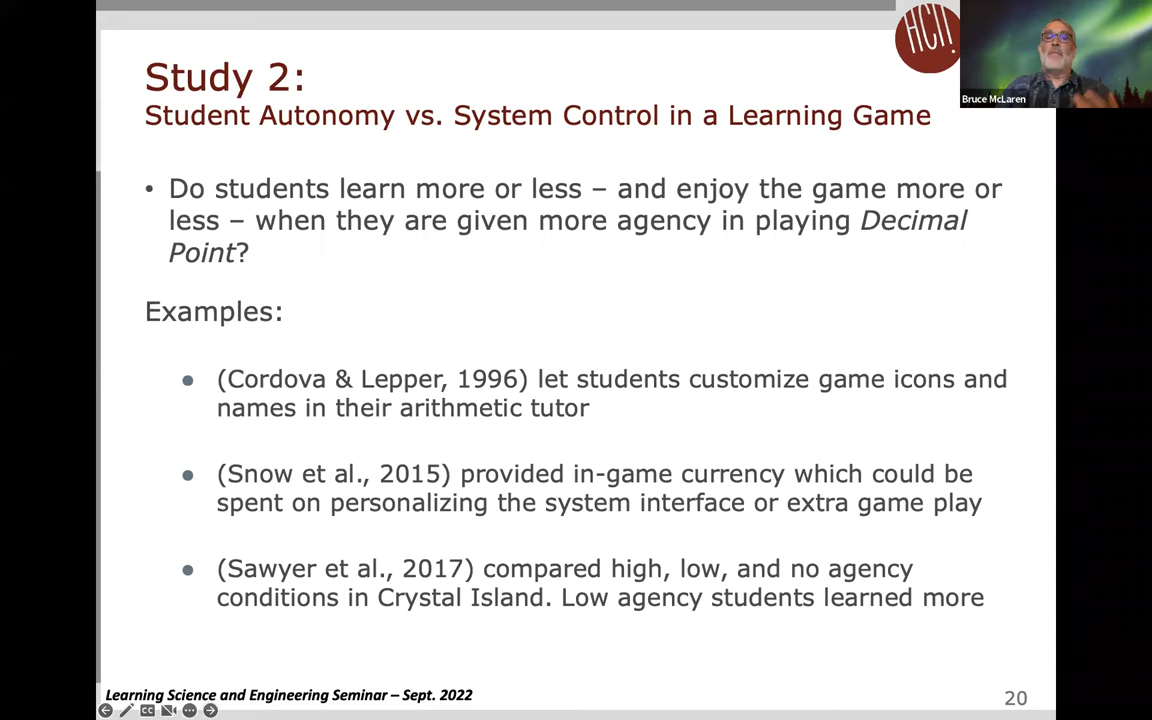 HCII.
Bruce McLaren
Study 2:
Student Autonomy vs. System Control in a Learning Game
• Do students learn more or less – and enjoy the game more or
less – when they are given more agency in playing Decimal
Point?
Examples:
● (Cordova & Lepper, 1996) let students customize game icons and
names in their arithmetic tutor
● (Snow et al., 2015) provided in-game currency which could be
spent on personalizing the system interface or extra game play
● (Sawyer et al., 2017) compared high, low, and no agency
conditions in Crystal Island. Low agency students learned more
Learning Science and Engineering Seminar – Sept. 2022
20
CC